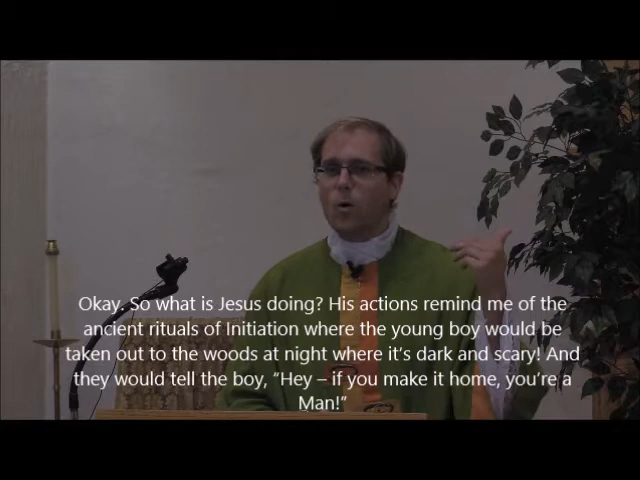 Okay. So what is Jesus doing? His actions remind me of the
ancient rituals of Initiation where the young boy would be
taken out to the woods at night where it's dark and scary! And
they would tell the boy, “Hey – if you make it home, you're a
Man!”